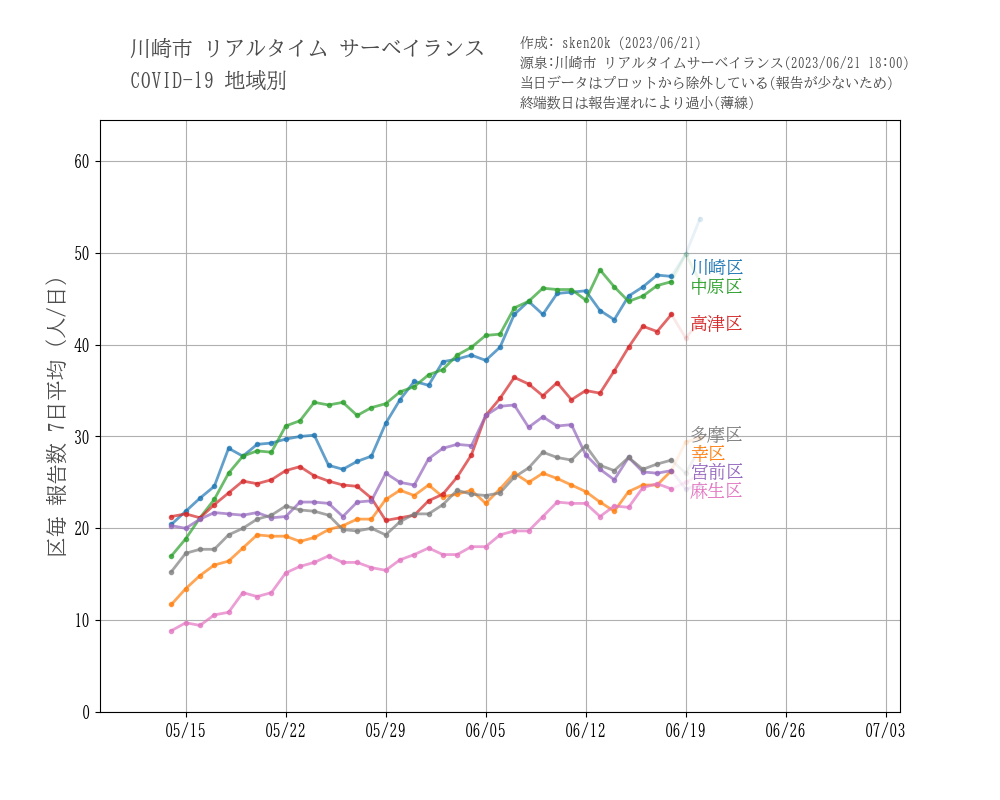 川崎市 リアルタイム サーベイランス
COVID-19 地域別
作成: sken20k (2023/06/21)
源泉:川崎市 リアルタイムサーベイランス(2023/06/21 18:00)
当日データはプロットから除外している(報告が少ないため)
終端数日は報告遅れにより過小(薄線)
区毎 報告数 7日平均 (人/日)
60
50
40
30
20
10
0
川崎区
中原区
高津区
多摩区
幸区
宮前区
麻生区
05/15
05/22
05/29
06/05
06/12
06/19
06/26
07/03